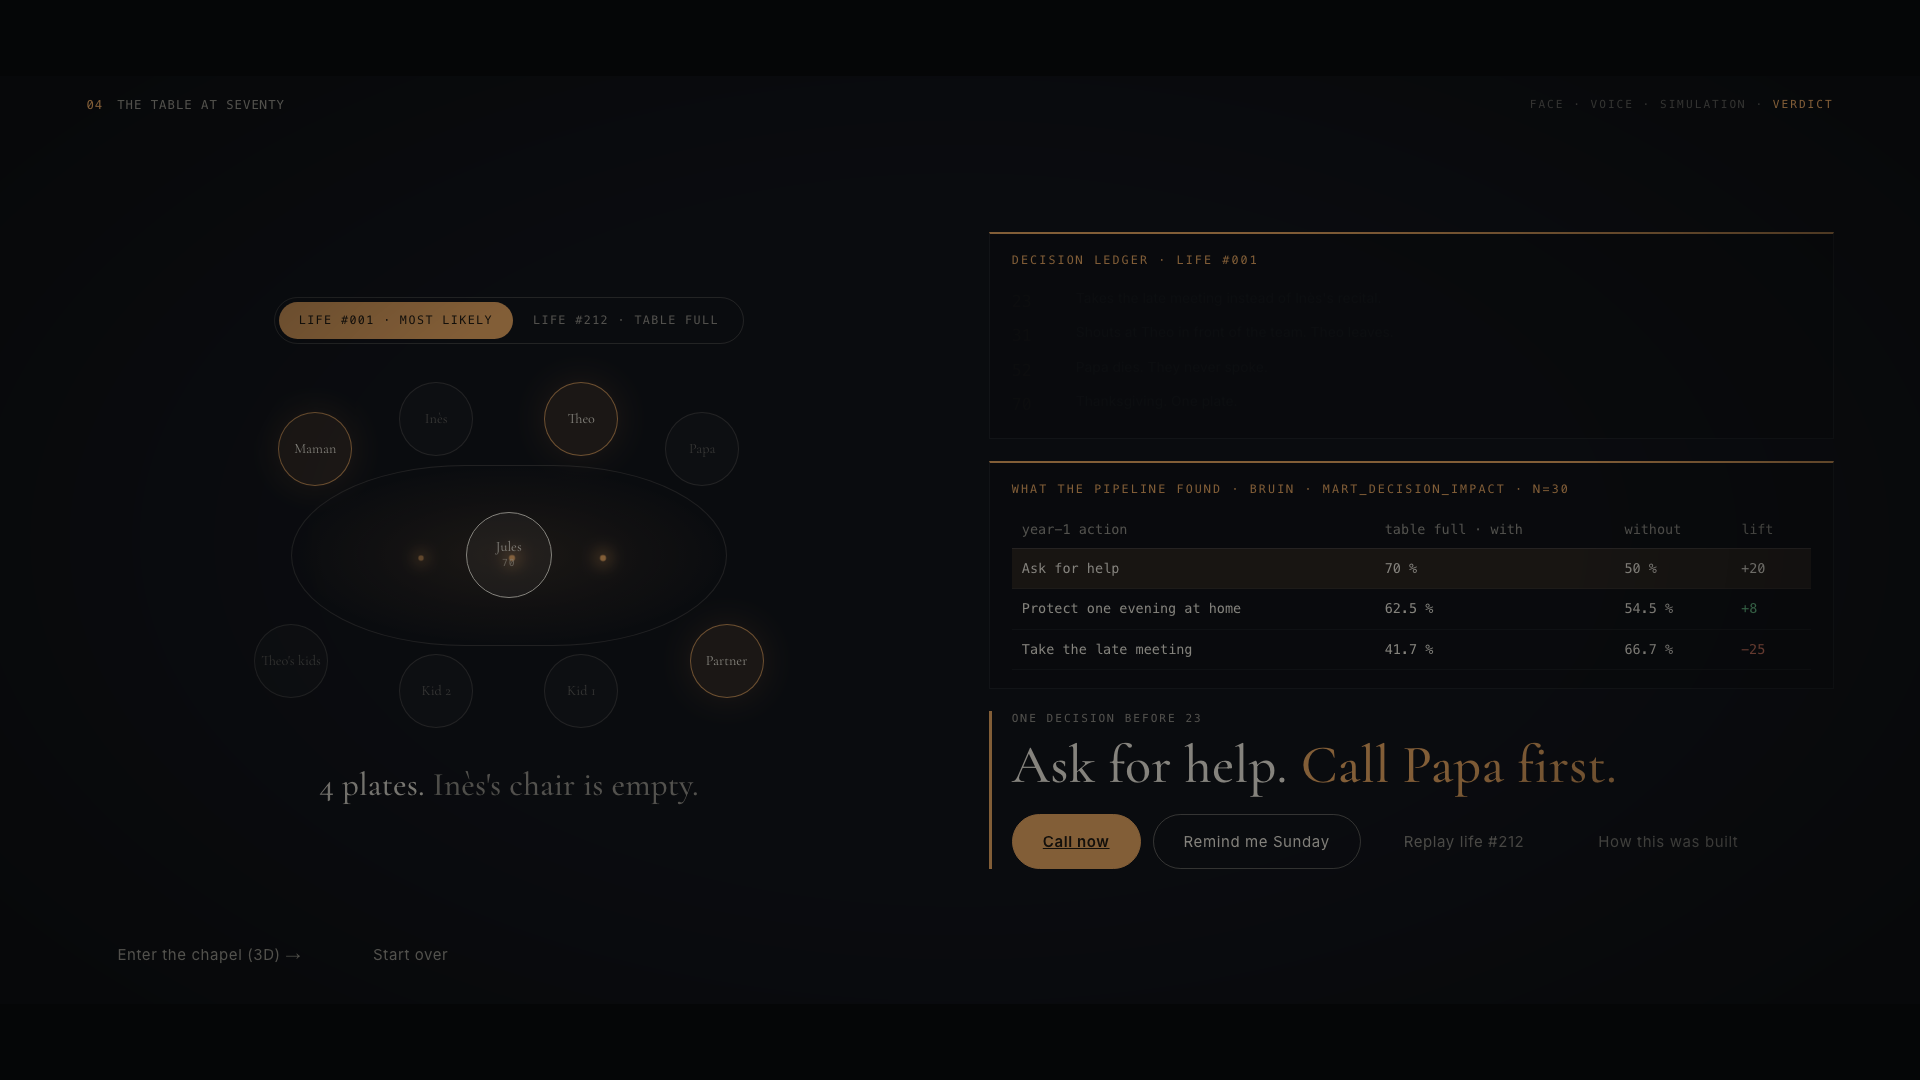 04 THE TABLE AT SEVENTY
FACE · VOICE · SIMULATION · VERDICT
LIFE #001 · MOST LIKELY
LIFE #212 · TABLE FULL
Maman
Inès
Theo
Papa
Jules
70
Theo's kids
Kid 2
Kid 1
Partner
4 plates. Inès's chair is empty.
DECISION LEDGER · LIFE #001
WHAT THE PIPELINE FOUND · BRUIN · MART_DECISION_IMPACT · N=30
year−1 action table full · with without lift
Ask for help 70 % 50 % +20
Protect one evening at home 62.5 % 54.5 % +8
Take the late meeting 41.7 % 66.7 % −25
ONE DECISION BEFORE 23
Ask for help. Call Papa first.
Call now
Remind me Sunday
Replay life #212
How this was built
Enter the chapel (3D) →
Start over